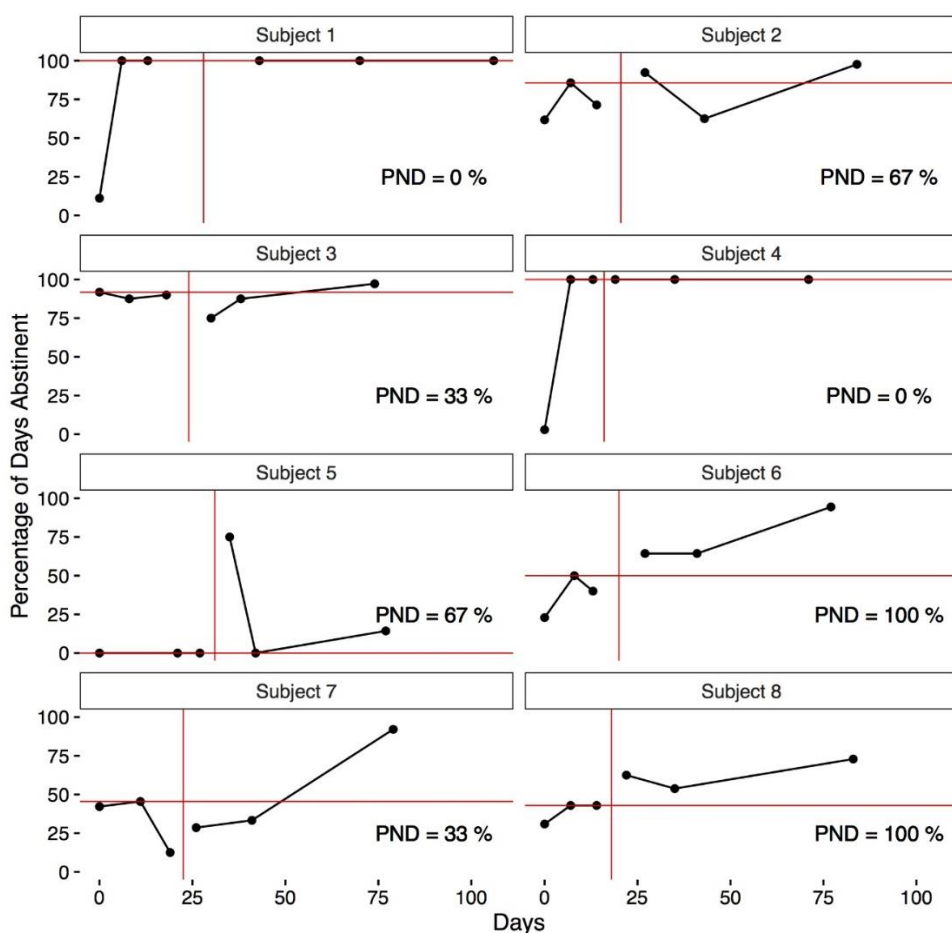 Subject 1
Subject 2
100
75
50
25
0
PND = 0 %
PND = 67 %
Subject 3
Subject 4
100
75
50
25
0
PND = 33 %
PND = 0 %
Subject 5
Subject 6
100
75
50
25
0
PND = 67 %
PND = 100 %
Subject 7
Subject 8
100
75
50
25
0
PND = 33 %
PND = 100 %
0 25 50 75 100
0 25 50 75 100
Days
Percentage of Days Abstinent